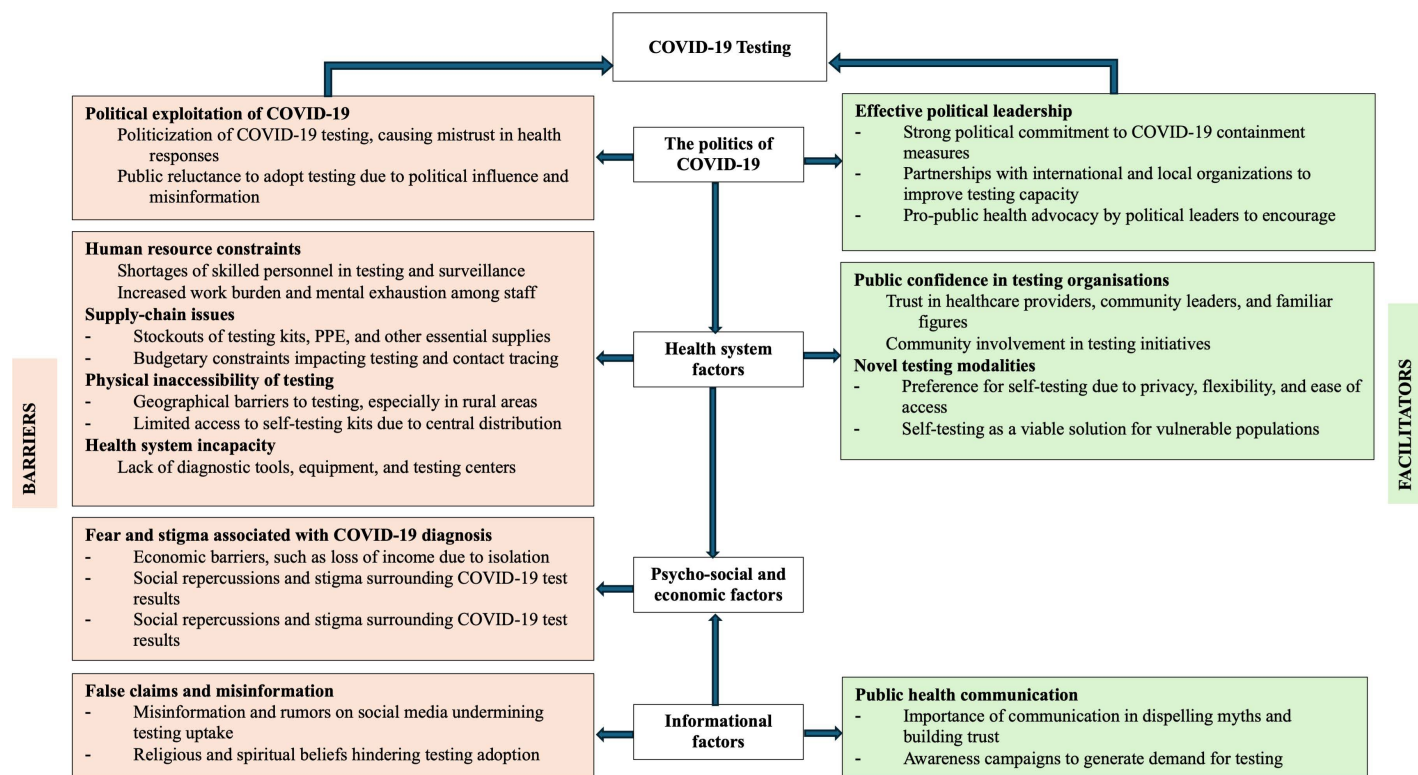 COVID-19 Testing
Political exploitation of COVID-19
Politicization of COVID-19 testing, causing mistrust in health
responses
Public reluctance to adopt testing due to political influence and
misinformation
The politics of
COVID-19
Effective political leadership
- Strong political commitment to COVID-19 containment
measures
- Partnerships with international and local organizations to
improve testing capacity
- Pro-public health advocacy by political leaders to encourage
BARRIERS
Human resource constraints
Shortages of skilled personnel in testing and surveillance
Increased work burden and mental exhaustion among staff
Supply-chain issues
- Stockouts of testing kits, PPE, and other essential supplies
- Budgetary constraints impacting testing and contact tracing
Physical inaccessibility of testing
- Geographical barriers to testing, especially in rural areas
- Limited access to self-testing kits due to central distribution
Health system incapacity
Lack of diagnostic tools, equipment, and testing centers
Health system
factors
Public confidence in testing organisations
Trust in healthcare providers, community leaders, and familiar
figures
Community involvement in testing initiatives
Novel testing modalities
- Preference for self-testing due to privacy, flexibility, and ease of
access
- Self-testing as a viable solution for vulnerable populations
FACILITATORS
Fear and stigma associated with COVID-19 diagnosis
- Economic barriers, such as loss of income due to isolation
- Social repercussions and stigma surrounding COVID-19 test
results
- Social repercussions and stigma surrounding COVID-19 test
results
Psycho-social and
economic factors
False claims and misinformation
- Misinformation and rumors on social media undermining
testing uptake
- Religious and spiritual beliefs hindering testing adoption
Informational
factors
Public health communication
- Importance of communication in dispelling myths and
building trust
- Awareness campaigns to generate demand for testing